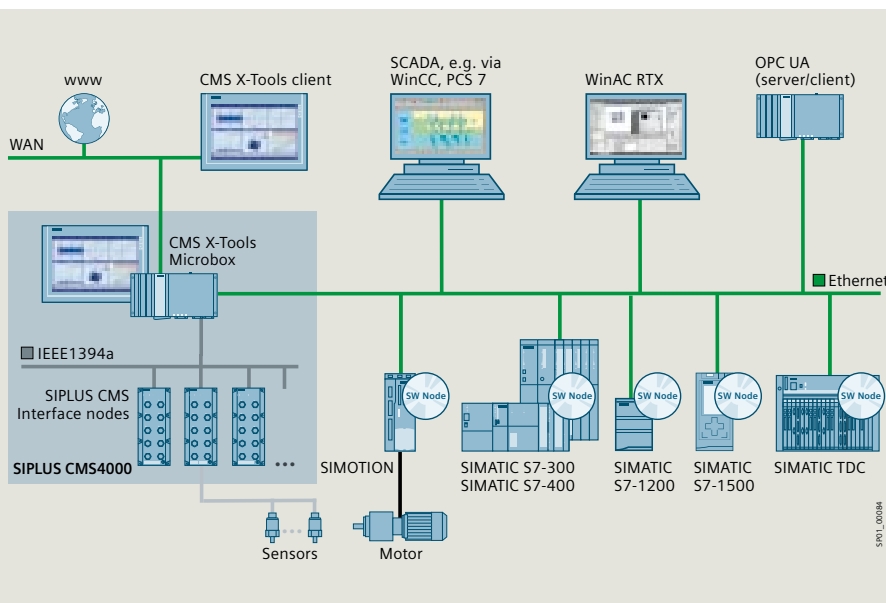 www
CMS X-Tools client
SCADA, e.g. via
WinCC, PCS 7
WinAC RTX
OPC UA
(server/client)
WAN
CMS X-Tools
Microbox
Ethernet
IEEE1394a
SIPLUS CMS
Interface nodes
SW Node
SW Node
SW Node
SW Node
SW Node
SIPLUS CMS4000
...
SIMOTION
SIMATIC S7-300
SIMATIC S7-400
SIMATIC
S7-1200
SIMATIC
S7-1500
SIMATIC TDC
...
Sensors
Motor
SP01_00084